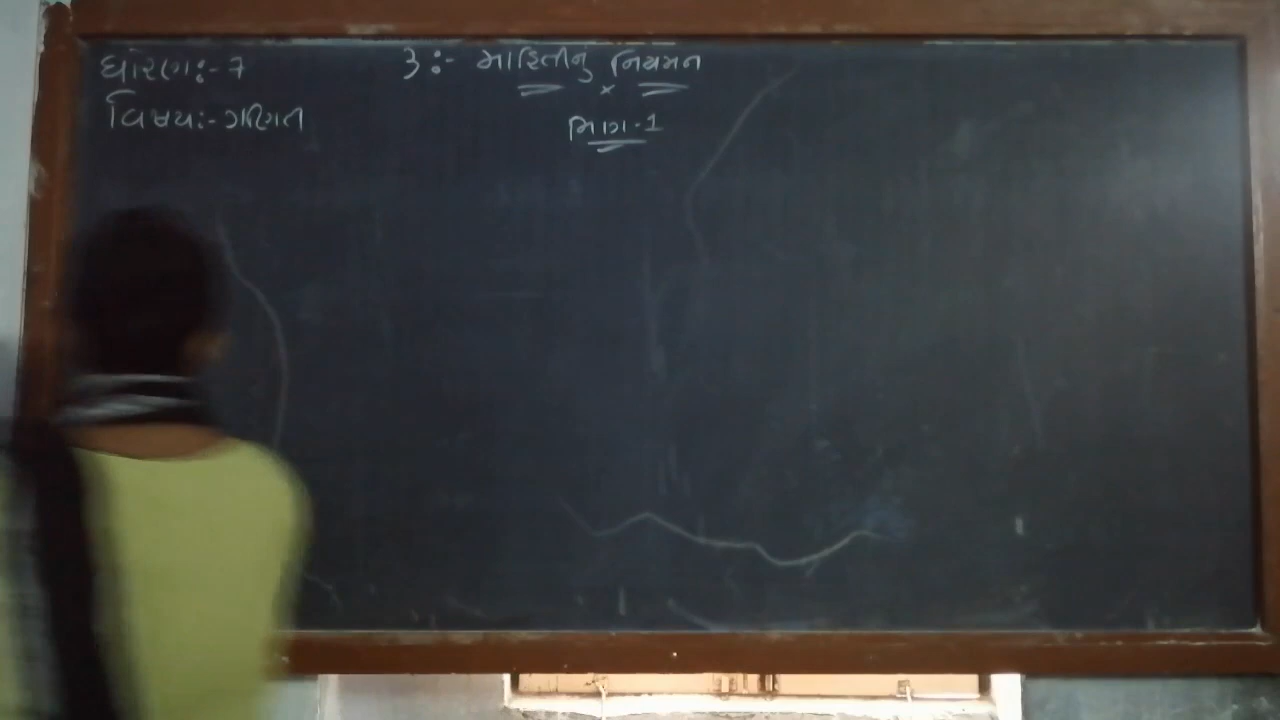 ધોરણ:- 7
3:- માહિતીનું નિયમન
વિષય:- ગણિત
ભાગ-1